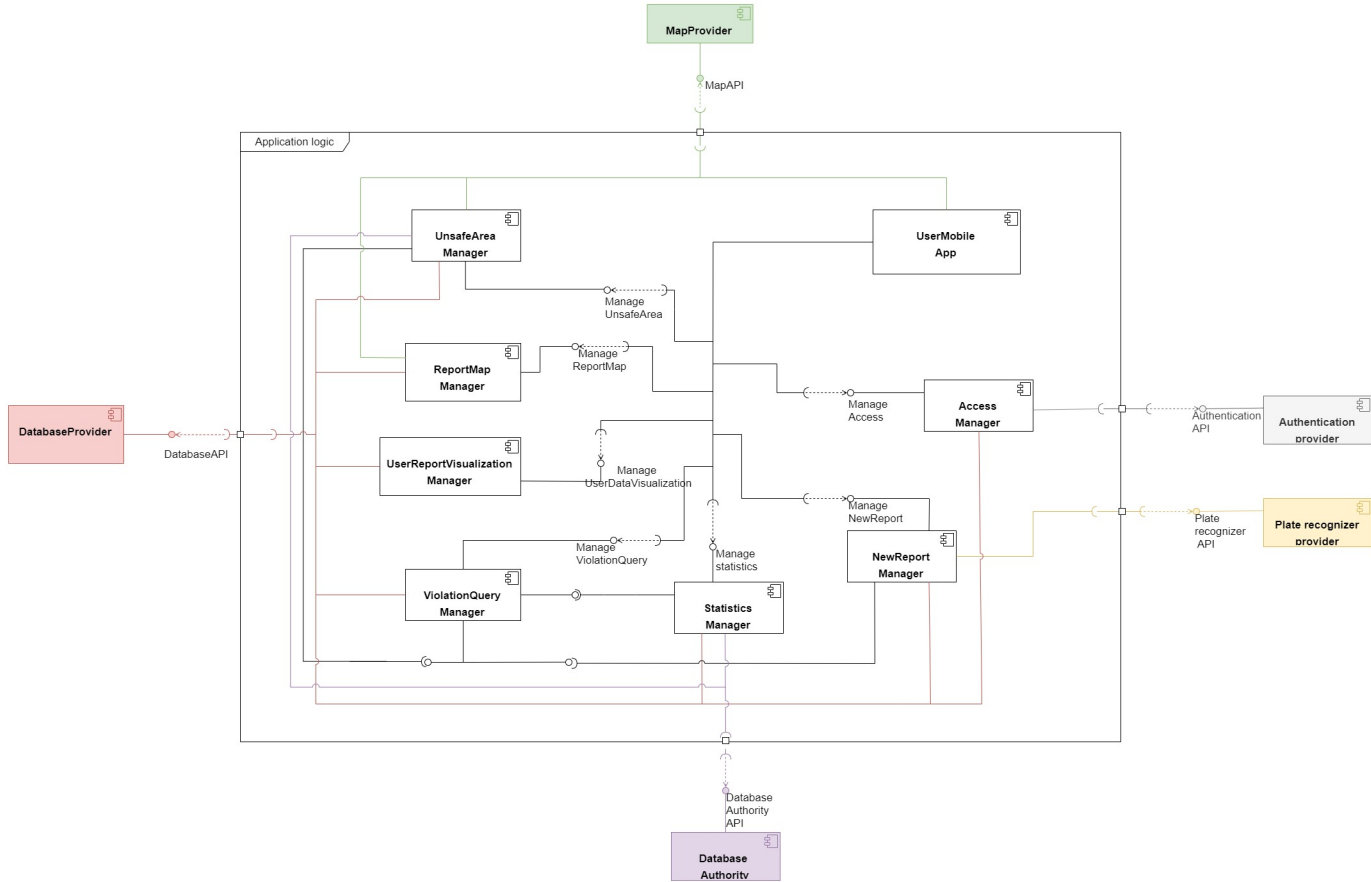 MapProvider
MapAPI
Application logic
UnsafeArea
Manager
UserMobile
App
Manage
UnsafeArea
ReportMap
Manager
Manage
ReportMap
Manage
Access
Access
Manager
Authentication
API
Authentication
provider
DatabaseProvider
DatabaseAPI
UserReportVisualization
Manager
Manage
UserDataVisualization
Manage
NewReport
Plate
recognizer
API
Plate recognizer
provider
Manage
ViolationQuery
Manage
statistics
NewReport
Manager
ViolationQuery
Manager
Statistics
Manager
Database
Authority
API
Database
Authority